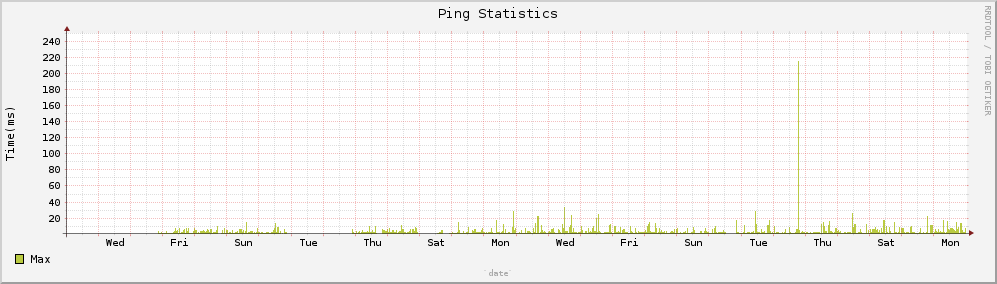 Ping Statistics
RRDTOOL / TOBI OETIKER
Time(ms)
240
220
200
180
160
140
120
100
80
60
40
20
Wed Fri Sun Tue Thu Sat Mon Wed Fri Sun Tue Thu Sat Mon
Max
`date`